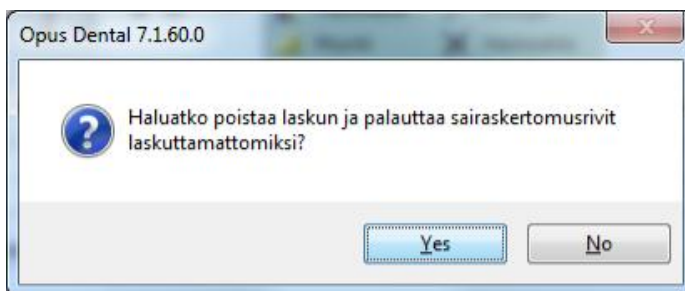 Opus Dental 7.1.60.0
Haluatko poistaa laskun ja palauttaa sairaskertomusrivit
laskuttamattomiksi?
Yes
No